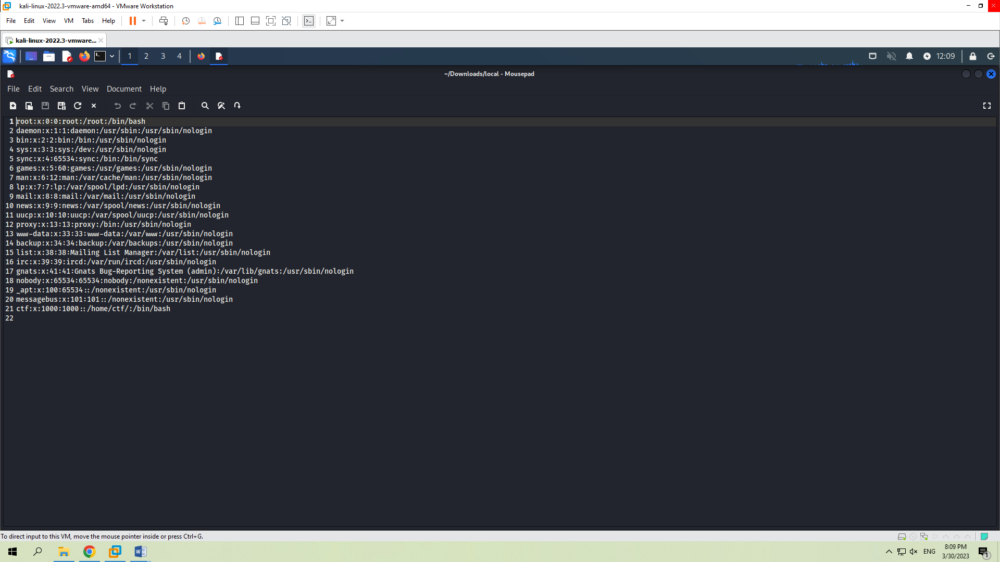 kali-linux-2022.3-vmware-amd64 - VMware Workstation
File Edit View VM Tabs Help
kali-linux-2022.3-vmware...
1 2 3 4 12:09
~/Downloads/local - Mousepad
File Edit Search View Document Help
1 root:x:0:0:root:/root:/bin/bash
2 daemon:x:1:1:daemon:/usr/sbin:/usr/sbin/nologin
3 bin:x:2:2:bin:/bin:/usr/sbin/nologin
4 sys:x:3:3:sys:/dev:/usr/sbin/nologin
5 sync:x:4:65534:sync:/bin:/bin/sync
6 games:x:5:60:games:/usr/games:/usr/sbin/nologin
7 man:x:6:12:man:/var/cache/man:/usr/sbin/nologin
8 lp:x:7:7:lp:/var/spool/lpd:/usr/sbin/nologin
9 mail:x:8:8:mail:/var/mail:/usr/sbin/nologin
10 news:x:9:9:news:/var/spool/news:/usr/sbin/nologin
11 uucp:x:10:10:uucp:/var/spool/uucp:/usr/sbin/nologin
12 proxy:x:13:13:proxy:/bin:/usr/sbin/nologin
13 www-data:x:33:33:www-data:/var/www:/usr/sbin/nologin
14 backup:x:34:34:backup:/var/backups:/usr/sbin/nologin
15 list:x:38:38:Mailing List Manager:/var/list:/usr/sbin/nologin
16 irc:x:39:39:ircd:/var/run/ircd:/usr/sbin/nologin
17 gnats:x:41:41:Gnats Bug-Reporting System (admin):/var/lib/gnats:/usr/sbin/nologin
18 nobody:x:65534:65534:nobody:/nonexistent:/usr/sbin/nologin
19 _apt:x:100:65534::/nonexistent:/usr/sbin/nologin
20 messagebus:x:101:101::/nonexistent:/usr/sbin/nologin
21 ctf:x:1000:1000::/home/ctf/:/bin/bash
22
To direct input to this VM, move the mouse pointer inside or press Ctrl+G.
ENG 8:09 PM
3/30/2023 1